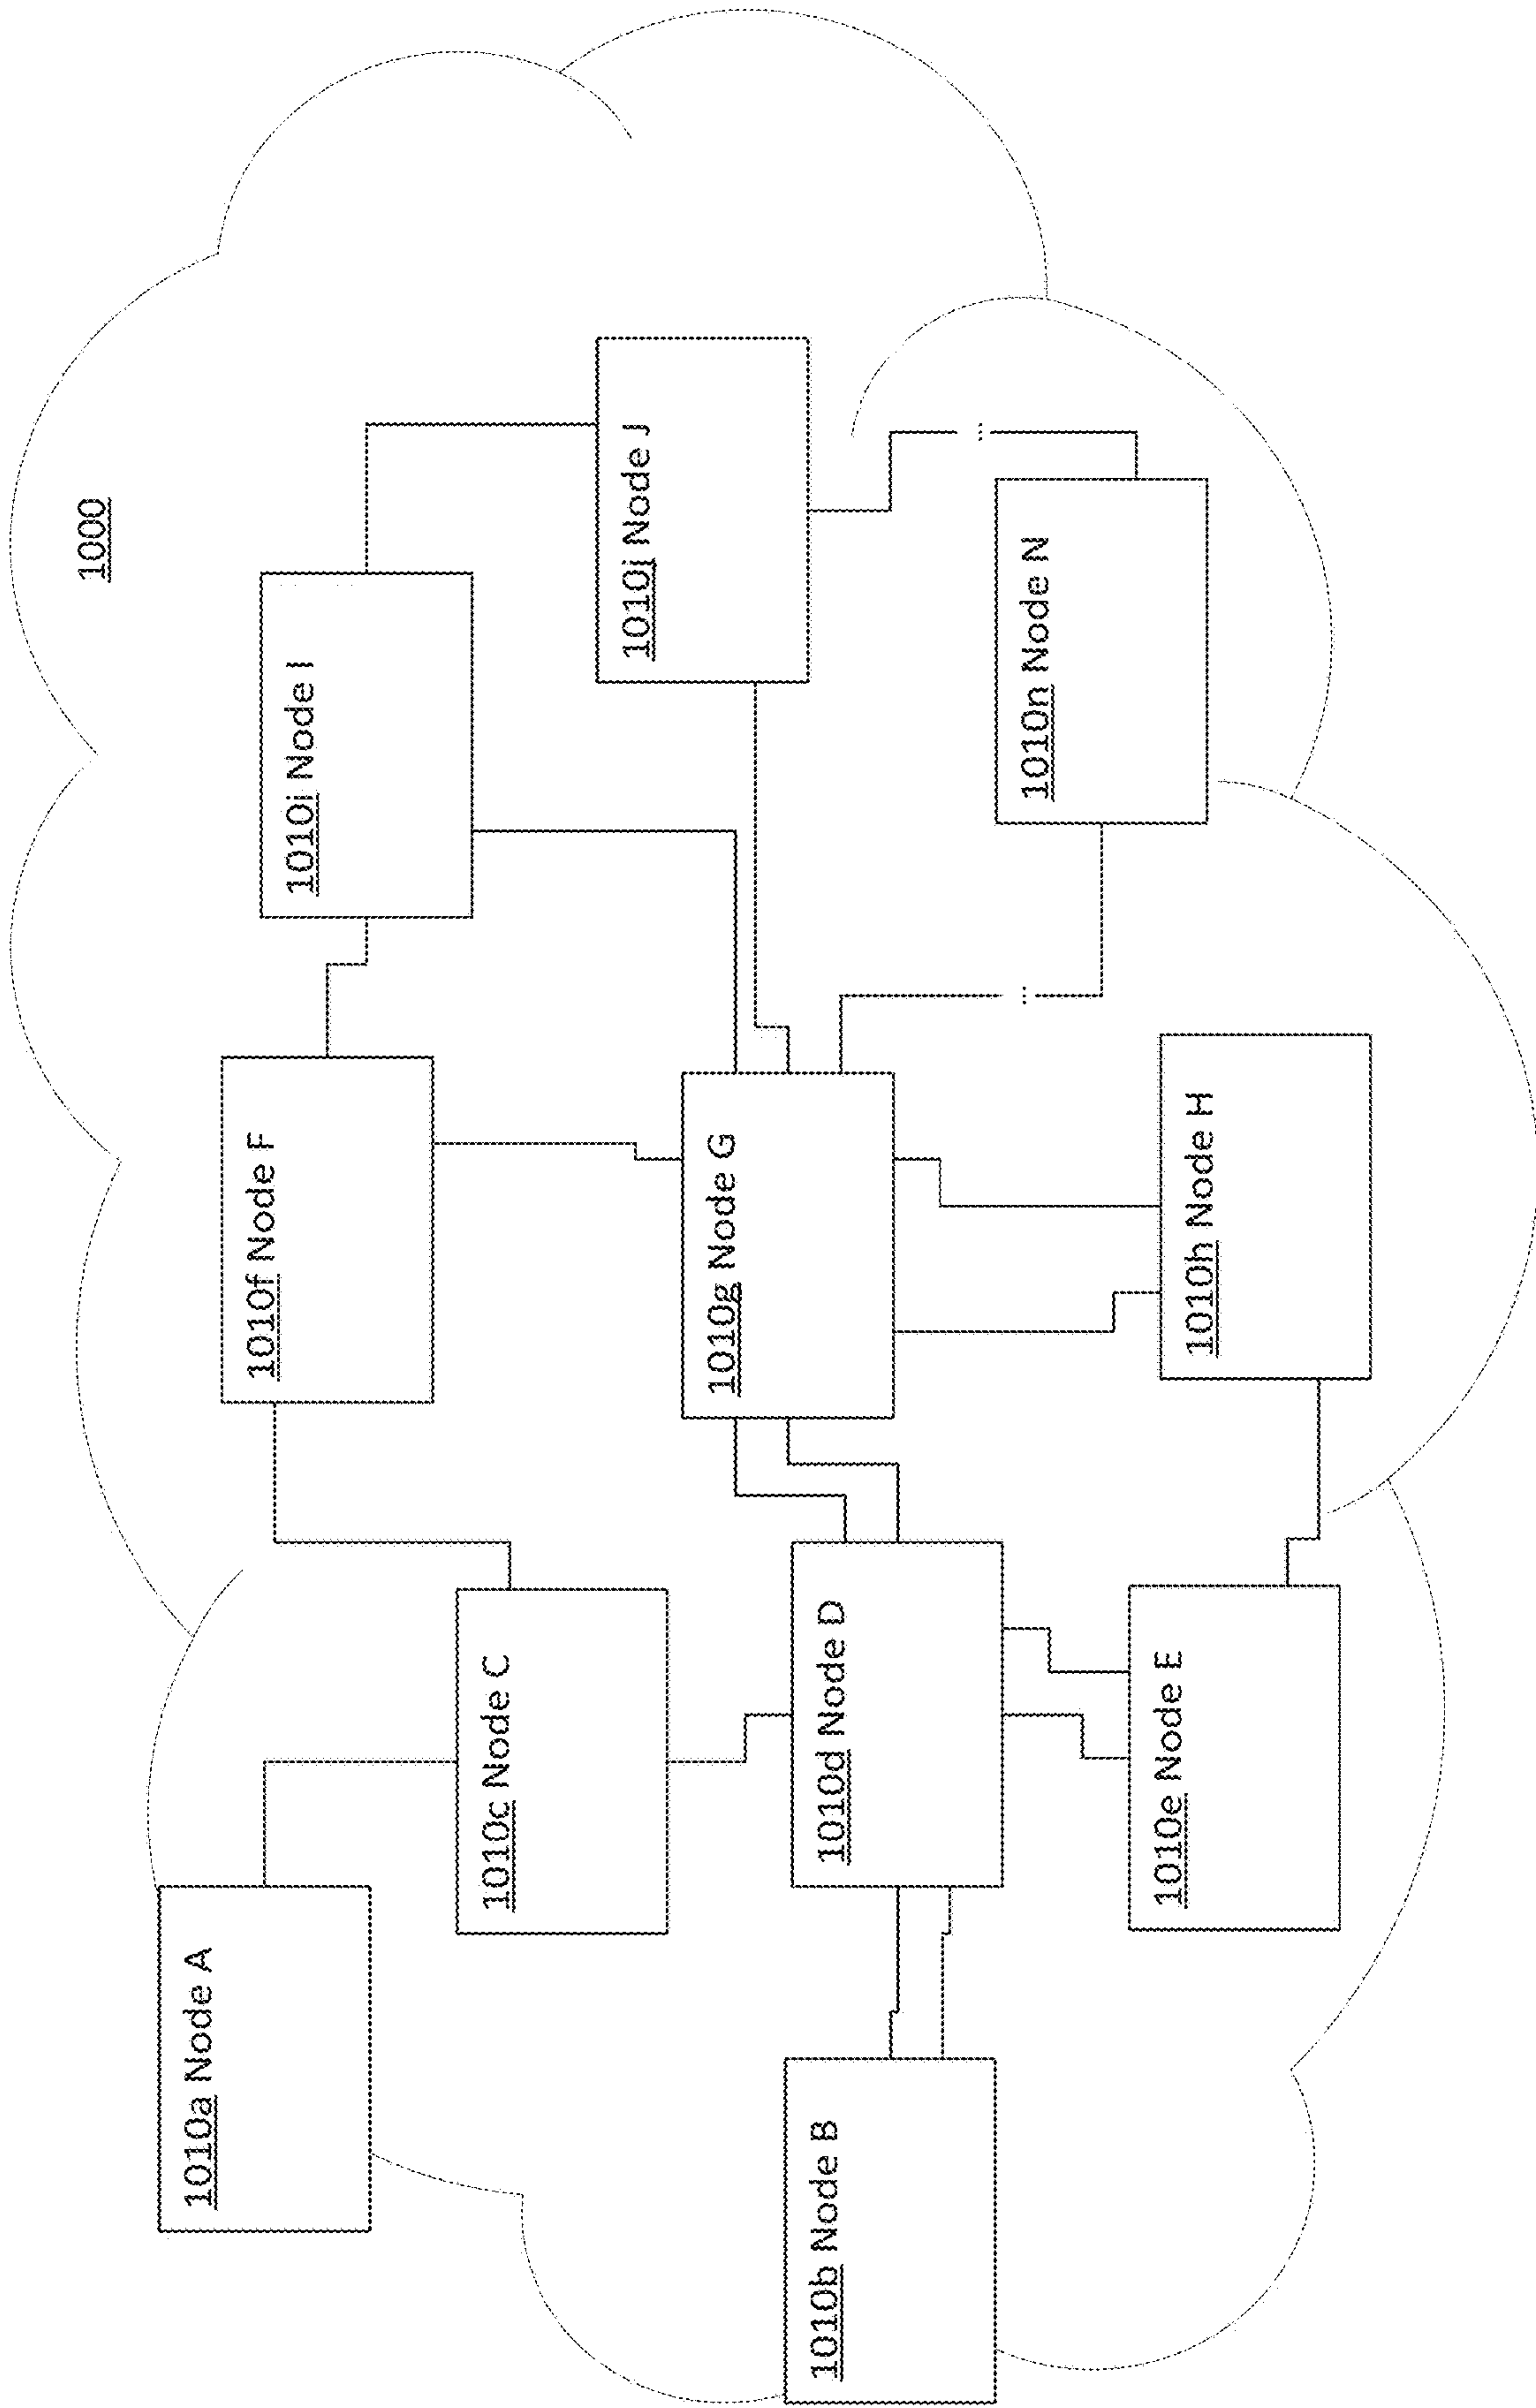 1000
1010a Node A
1010c Node C
1010f Node F
1010i Node I
1010j Node J
1010b Node B
1010d Node D
1010g Node G
1010e Node E
1010h Node H
1010n Node N
...
...